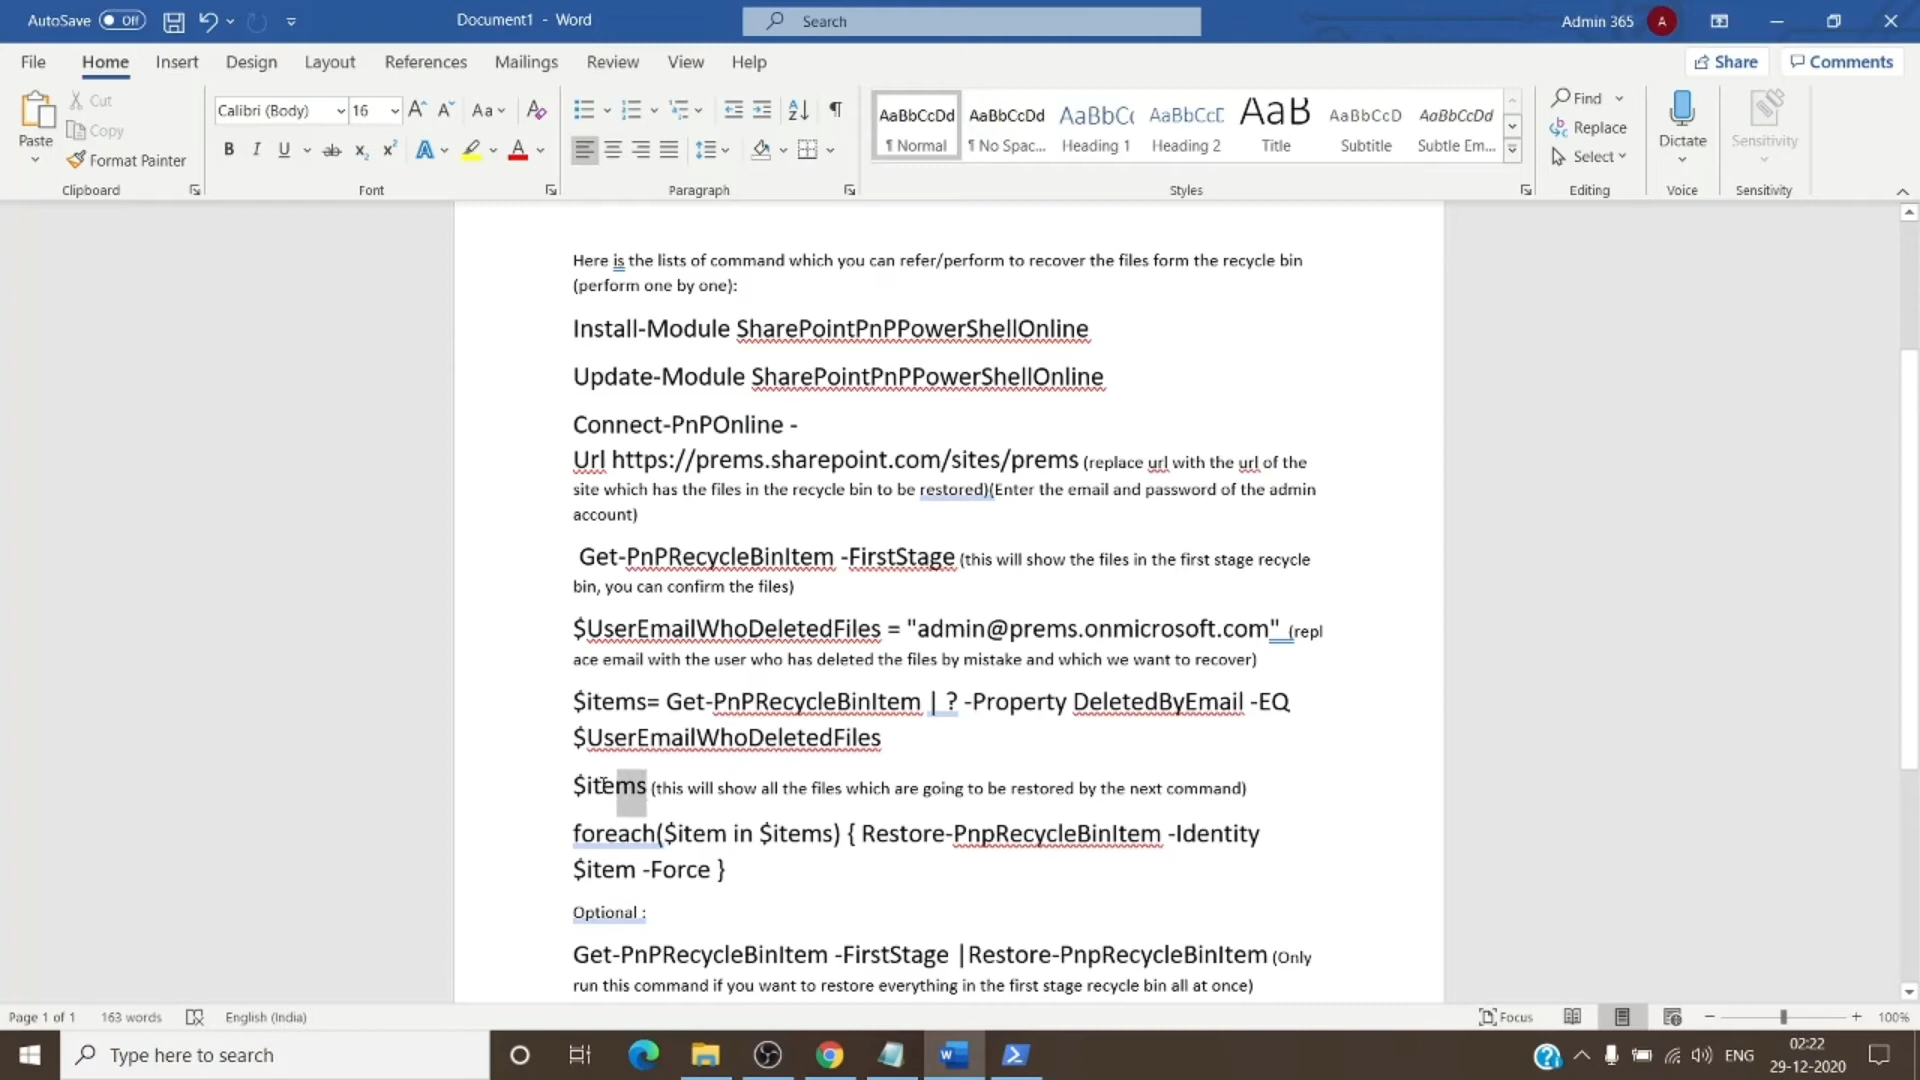 AutoSave Off
Document1 - Word
Search
Admin 365
A
File Home Insert Design Layout References Mailings Review View Help
Share Comments
Paste
Cut
Copy
Format Painter
Clipboard
Calibri (Body) 16
Font
Paragraph
AaBbCcDd AaBbCcDd AaBbC AaBbCcE AaB AaBbCcD AaBbCcDd
¶ Normal ¶ No Spac... Heading 1 Heading 2 Title Subtitle Subtle Em...
Styles
Find
Replace
Select
Editing
Dictate
Voice
Sensitivity
Sensitivity
Here is the lists of command which you can refer/perform to recover the files form the recycle bin
(perform one by one):
Install-Module SharePointPnPPowerShellOnline
Update-Module SharePointPnPPowerShellOnline
Connect-PnPOnline -
Url https://prems.sharepoint.com/sites/prems (replace url with the url of the
site which has the files in the recycle bin to be restored)(Enter the email and password of the admin
account)
Get-PnPRecycleBinItem -FirstStage (this will show the files in the first stage recycle
bin, you can confirm the files)
$UserEmailWhoDeletedFiles = "admin@prems.onmicrosoft.com" (repl
ace email with the user who has deleted the files by mistake and which we want to recover)
$items= Get-PnPRecycleBinItem | ? -Property DeletedByEmail -EQ
$UserEmailWhoDeletedFiles
$items (this will show all the files which are going to be restored by the next command)
foreach($item in $items) { Restore-PnpRecycleBinItem -Identity
$item -Force }
Optional :
Get-PnPRecycleBinItem -FirstStage |Restore-PnpRecycleBinItem (Only
run this command if you want to restore everything in the first stage recycle bin all at once)
Page 1 of 1 163 words English (India)
Focus
100%
Type here to search
ENG
02:22
29-12-2020